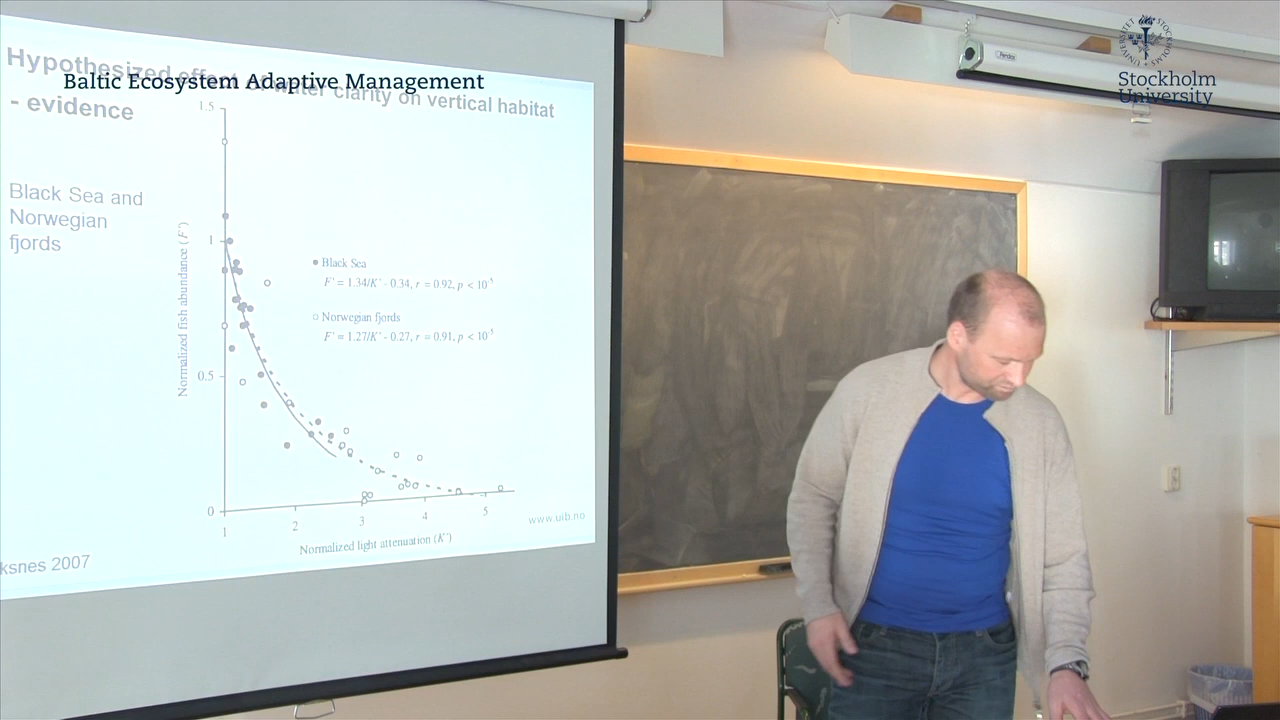 Hypothesized effect of water clarity on vertical habitat
- evidence
Baltic Ecosystem Adaptive Management
Stockholm
University
Black Sea and
Norwegian
fjords
Normalized fish abundance (F')
1.5
1
0.5
0
Black Sea
F' = 1.34/K' - 0.34, r = 0.92, p < 10⁻⁵
Norwegian fjords
F' = 1.27/K' - 0.27, r = 0.91, p < 10⁻⁵
1 2 3 4 5
Normalized light attenuation (K')
www.uib.no
ksnes 2007